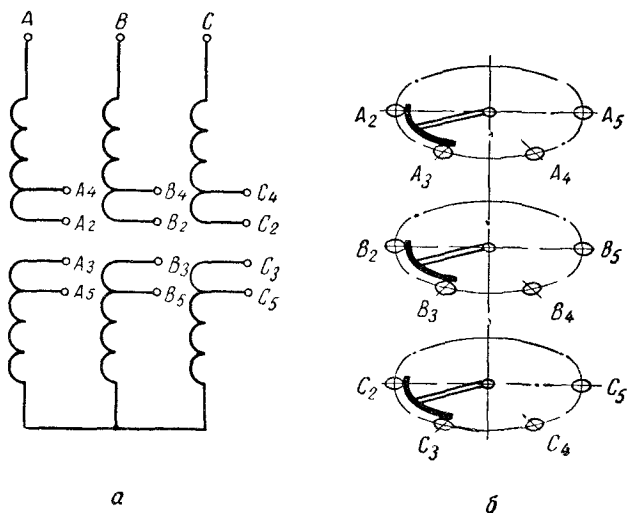 A B C
A4 B4 C4
A2 B2 C2
A3 B3 C3
A5 B5 C5
а
A2 A5
A3 A4
B2 B5
B3 B4
C2 C5
C3 C4
б